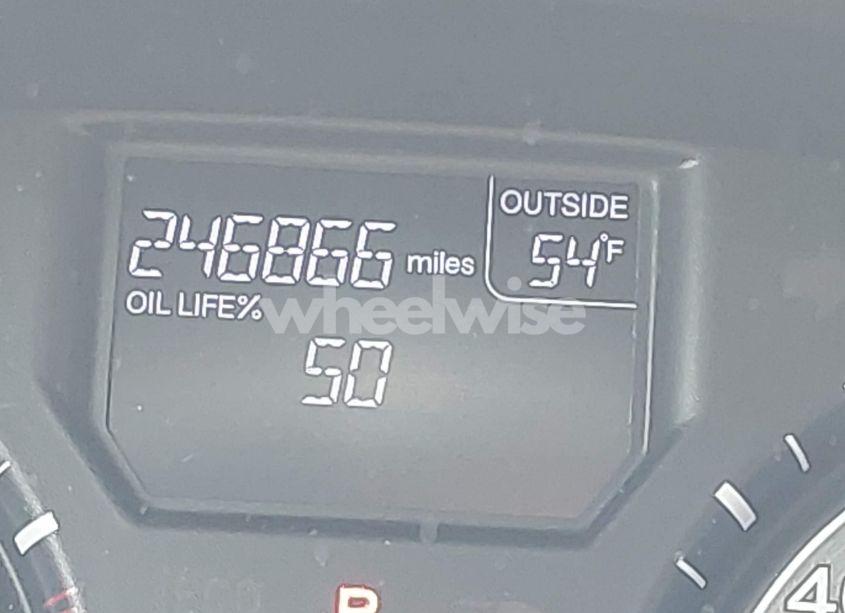 OUTSIDE
246866 miles 54°F
OIL LIFE%
wheelwise
50
P